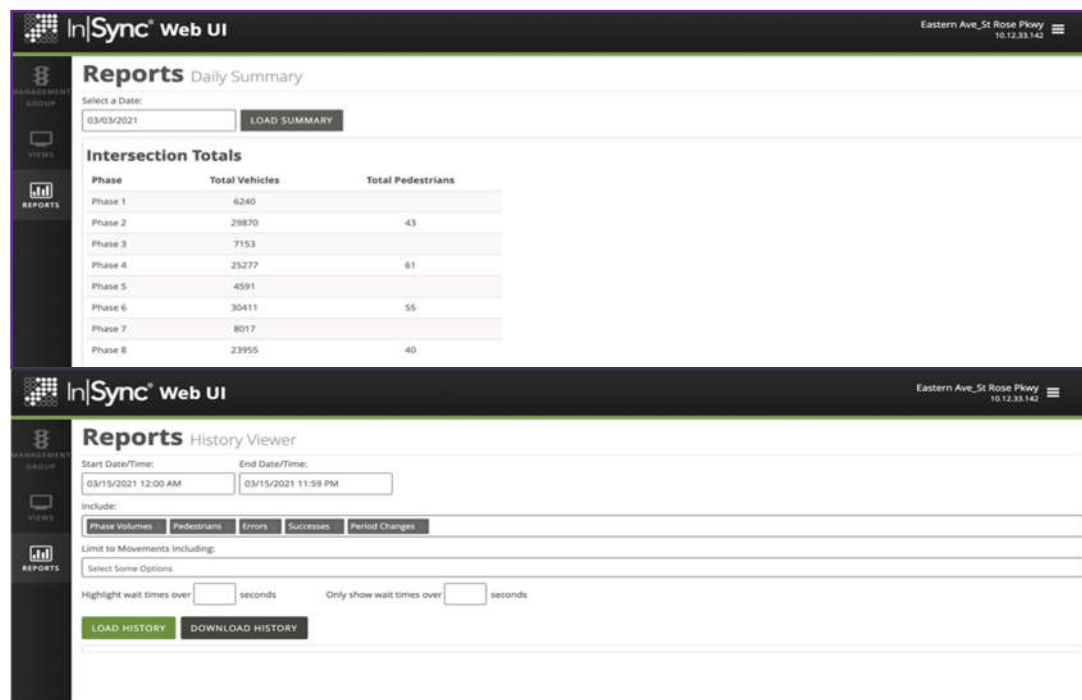 In|Sync® Web UI
Eastern Ave_St Rose Pkwy
10.12.33.142
MANAGEMENT
GROUP
VIEWS
REPORTS
Reports Daily Summary
Select a Date:
03/03/2021 LOAD SUMMARY
Intersection Totals
Phase Total Vehicles Total Pedestrians
Phase 1 6240
Phase 2 29870 43
Phase 3 7153
Phase 4 25277 61
Phase 5 4591
Phase 6 30411 55
Phase 7 8017
Phase 8 23955 40
In|Sync® Web UI
Eastern Ave_St Rose Pkwy
10.12.33.142
MANAGEMENT
GROUP
VIEWS
REPORTS
Reports History Viewer
Start Date/Time: End Date/Time:
03/15/2021 12:00 AM 03/15/2021 11:59 PM
Include:
Phase Volumes Pedestrians Errors Successes Period Changes
Limit to Movements Including:
Select Some Options
Highlight wait times over seconds Only show wait times over seconds
LOAD HISTORY DOWNLOAD HISTORY